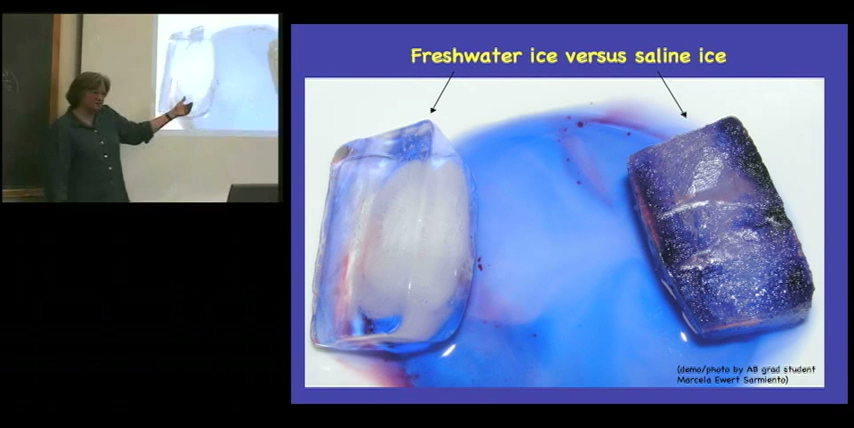 Freshwater ice versus saline ice
(demo/photo by AB grad student
Marcela Ewert Sarmiento)